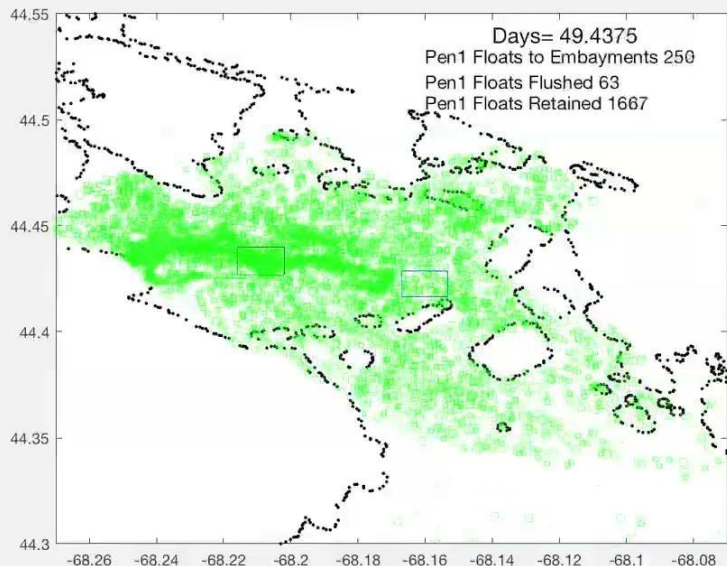 Days= 49.4375
Pen1 Floats to Embayments 250
Pen1 Floats Flushed 63
Pen1 Floats Retained 1667
44.55
44.5
44.45
44.4
44.35
44.3
-68.26 -68.24 -68.22 -68.2 -68.18 -68.16 -68.14 -68.12 -68.1 -68.08